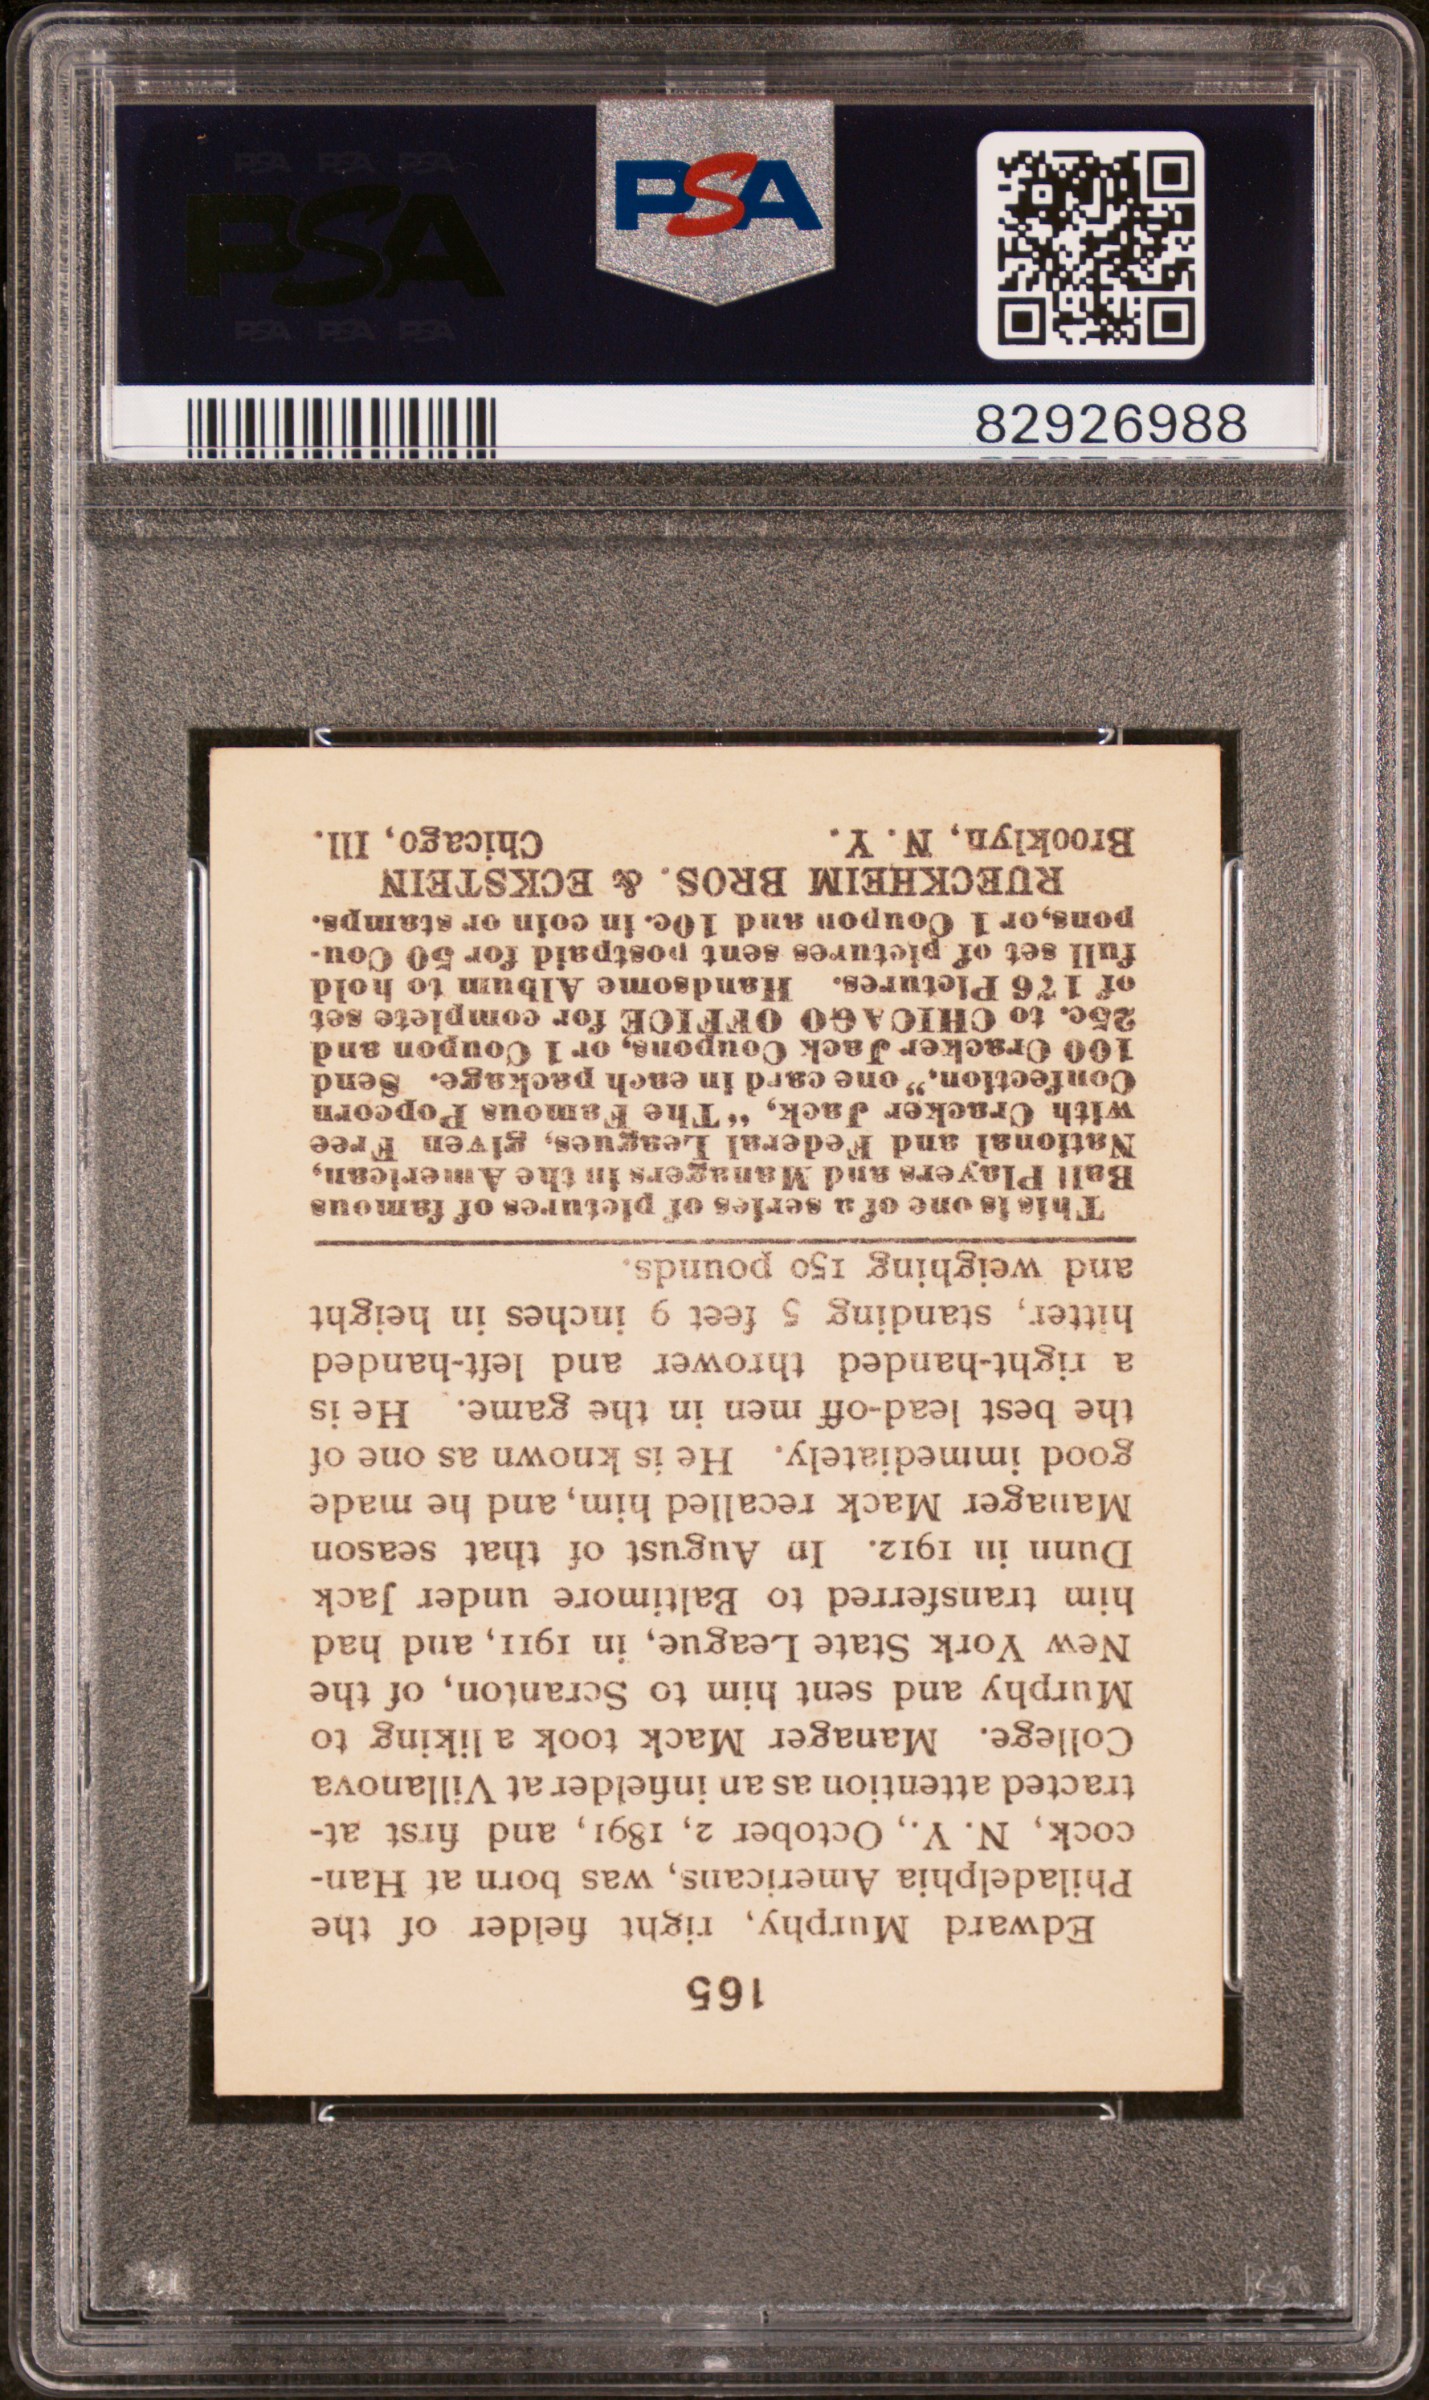 PSA PSA PSA
PSA
PSA PSA PSA
PSA
82926988
165
Edward Murphy, right fielder of the
Philadelphia Americans, was born at Han-
cock, N. Y., October 2, 1891, and first at-
tracted attention as an infielder at Villanova
College. Manager Mack took a liking to
Murphy and sent him to Scranton, of the
New York State League, in 1911, and had
him transferred to Baltimore under Jack
Dunn in 1912. In August of that season
Manager Mack recalled him, and he made
good immediately. He is known as one of
the best lead-off men in the game. He is
a right-handed thrower and left-handed
hitter, standing 5 feet 9 inches in height
and weighing 150 pounds.
This is one of a series of pictures of famous
Ball Players and Managers in the American,
National and Federal Leagues, given Free
with Cracker Jack, "The Famous Popcorn
Confection," one card in each package. Send
100 Cracker Jack Coupons, or 1 Coupon and
25c. to CHICAGO OFFICE for complete set
of 176 Pictures. Handsome Album to hold
full set of pictures sent postpaid for 50 Cou-
pons, or 1 Coupon and 10c. in coin or stamps.
RUECKHEIM BROS. & ECKSTEIN
Brooklyn, N. Y. Chicago, Ill.
PSA